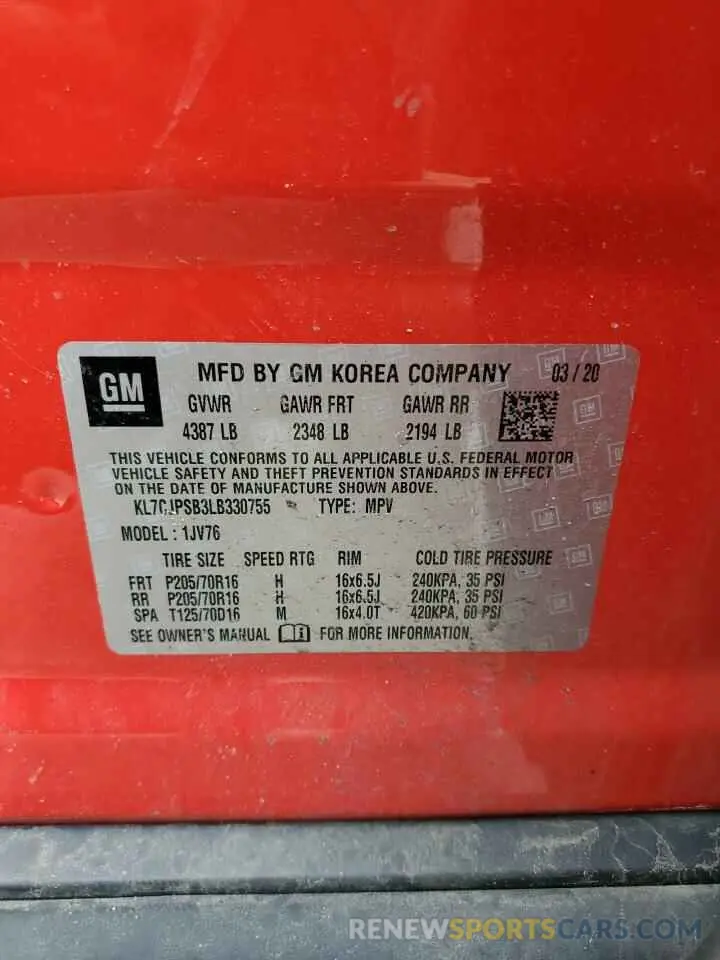 GM
MFD BY GM KOREA COMPANY 03/20
GVWR GAWR FRT GAWR RR
4387 LB 2348 LB 2194 LB
THIS VEHICLE CONFORMS TO ALL APPLICABLE U.S. FEDERAL MOTOR
VEHICLE SAFETY AND THEFT PREVENTION STANDARDS IN EFFECT
ON THE DATE OF MANUFACTURE SHOWN ABOVE.
KL7CJPSB3LB330755 TYPE: MPV
MODEL: 1JV76
TIRE SIZE SPEED RTG RIM COLD TIRE PRESSURE
FRT P205/70R16 H 16x6.5J 240KPA, 35 PSI
RR P205/70R16 H 16x6.5J 240KPA, 35 PSI
SPA T125/70D16 M 16x4.0T 420KPA, 60 PSI
SEE OWNER'S MANUAL i FOR MORE INFORMATION.
RENEWSPORTSCARS.COM